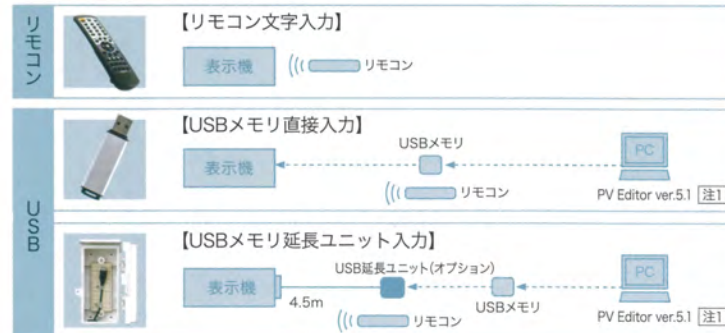 リモコン
【リモコン文字入力】
表示機
リモコン
USB
【USBメモリ直接入力】
表示機
USBメモリ
リモコン
PC
PV Editor ver.5.1 注1
【USBメモリ延長ユニット入力】
表示機
4.5m
USB延長ユニット(オプション)
リモコン
USBメモリ
PC
PV Editor ver.5.1 注1